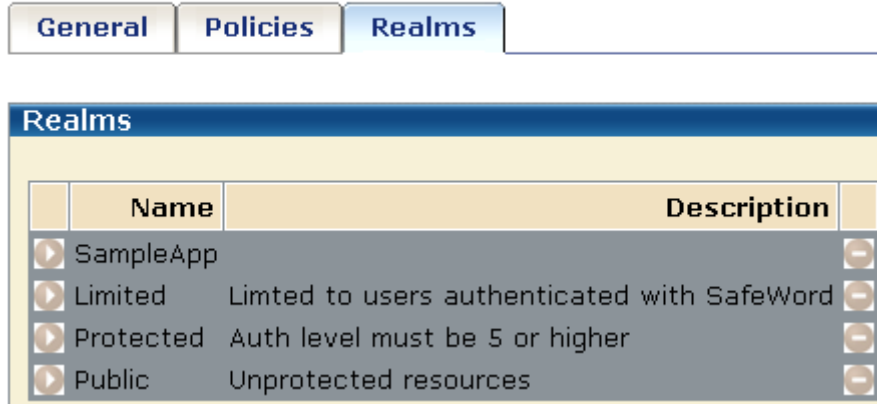 General Policies Realms
Realms
Name Description
SampleApp
Limited Limted to users authenticated with SafeWord
Protected Auth level must be 5 or higher
Public Unprotected resources